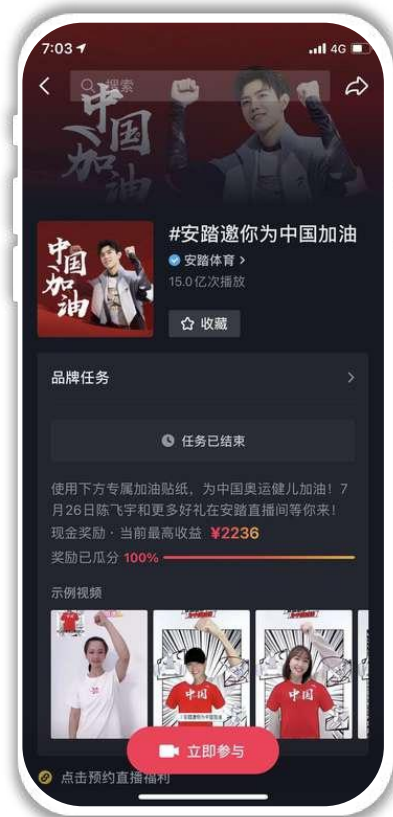 7:03
4G
搜索
中国
加油
#安踏邀你为中国加油
安踏体育
15.0亿次播放
中国
加油
收藏
品牌任务
任务已结束
使用下方专属加油贴纸，为中国奥运健儿加油！7
月26日陈飞宇和更多好礼在安踏直播间等你来！
现金奖励·当前最高收益 ¥2236
奖励已瓜分 100%
示例视频
中国
中国
立即参与
点击预约直播福利